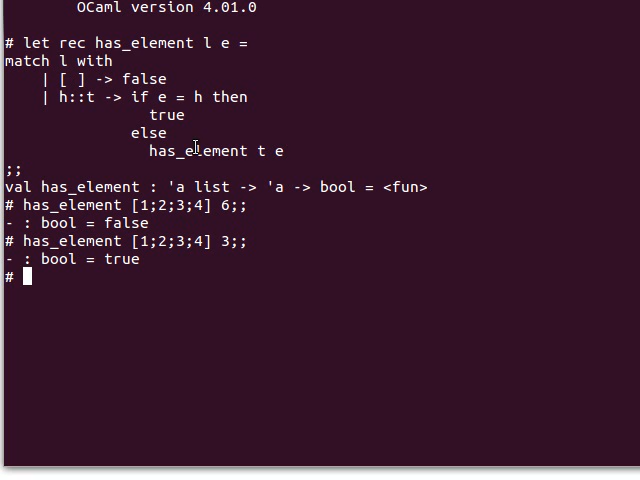 OCaml version 4.01.0
# let rec has_element l e =
match l with
| [ ] -> false
| h::t -> if e = h then
true
else
has_element t e
;;
val has_element : 'a list -> 'a -> bool = <fun>
# has_element [1;2;3;4] 6;;
- : bool = false
# has_element [1;2;3;4] 3;;
- : bool = true
#